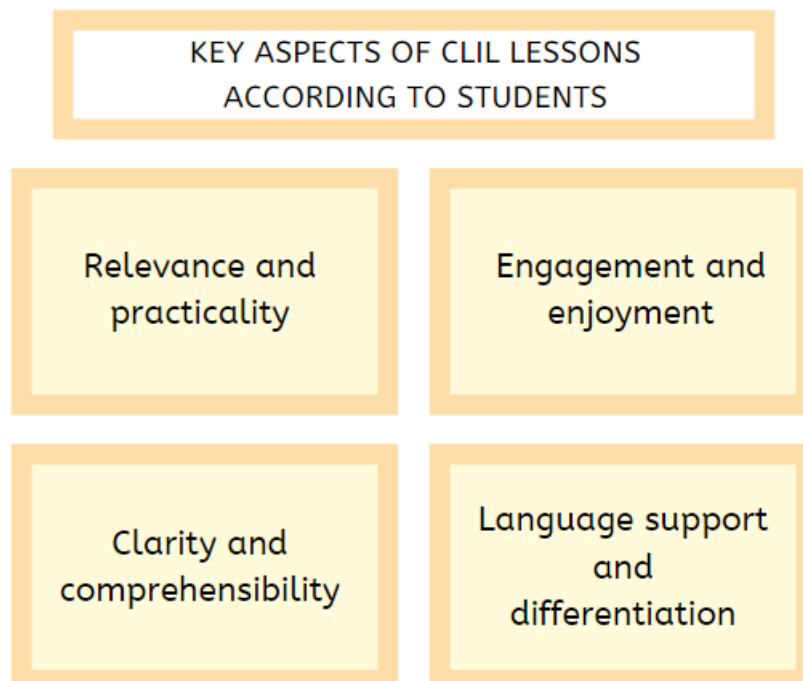 KEY ASPECTS OF CLIL LESSONS
ACCORDING TO STUDENTS
Relevance and
practicality
Engagement and
enjoyment
Clarity and
comprehensibility
Language support
and
differentiation